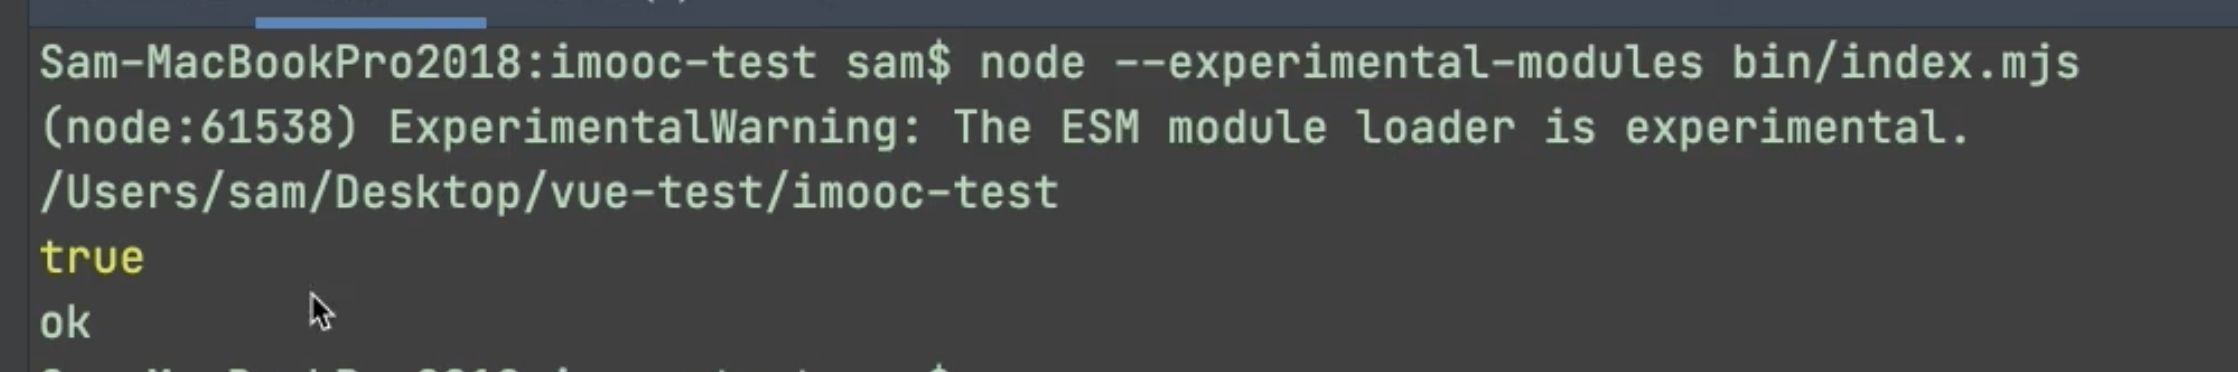 Sam-MacBookPro2018:imooc-test sam$ node --experimental-modules bin/index.mjs
(node:61538) ExperimentalWarning: The ESM module loader is experimental.
/Users/sam/Desktop/vue-test/imooc-test
true
ok